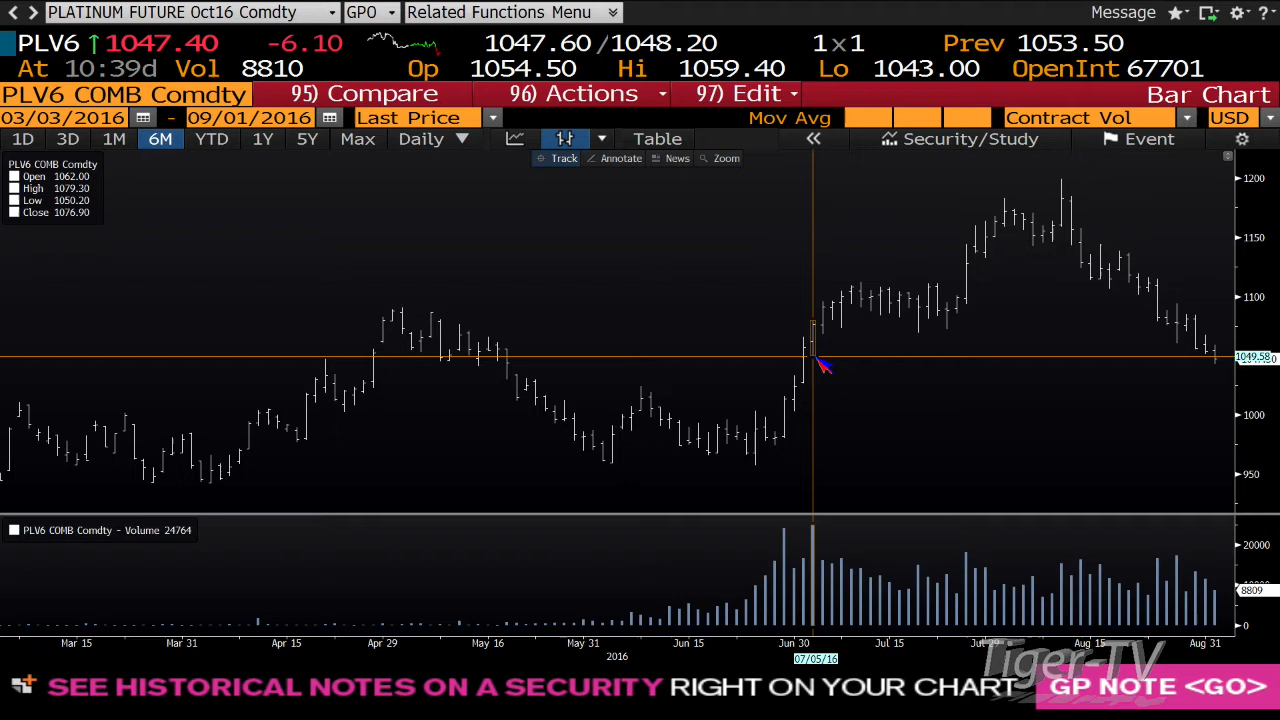 PLATINUM FUTURE Oct16 Comdty GPO Related Functions Menu Message
PLV6 1047.40 -6.10 1047.60 /1048.20 1x1 Prev 1053.50
At 10:39d Vol 8810 Op 1054.50 Hi 1059.40 Lo 1043.00 OpenInt 67701
PLV6 COMB Comdty 95) Compare 96) Actions 97) Edit Bar Chart
03/03/2016 - 09/01/2016 Last Price Mov Avg Contract Vol USD
1D 3D 1M 6M YTD 1Y 5Y Max Daily Table Security/Study Event
Track Annotate News Zoom
PLV6 COMB Comdty
Open 1062.00
High 1079.30
Low 1050.20
Close 1076.90
1200
1150
1100
1049.58
1000
950
PLV6 COMB Comdty - Volume 24764
20000
8809
0
Mar 15 Mar 31 Apr 15 Apr 29 May 16 May 31 Jun 15 Jun 30 Jul 15 Jul 29 Aug 15 Aug 31
2016
07/05/16
Tiger-TV
SEE HISTORICAL NOTES ON A SECURITY RIGHT ON YOUR CHART GP NOTE <GO>